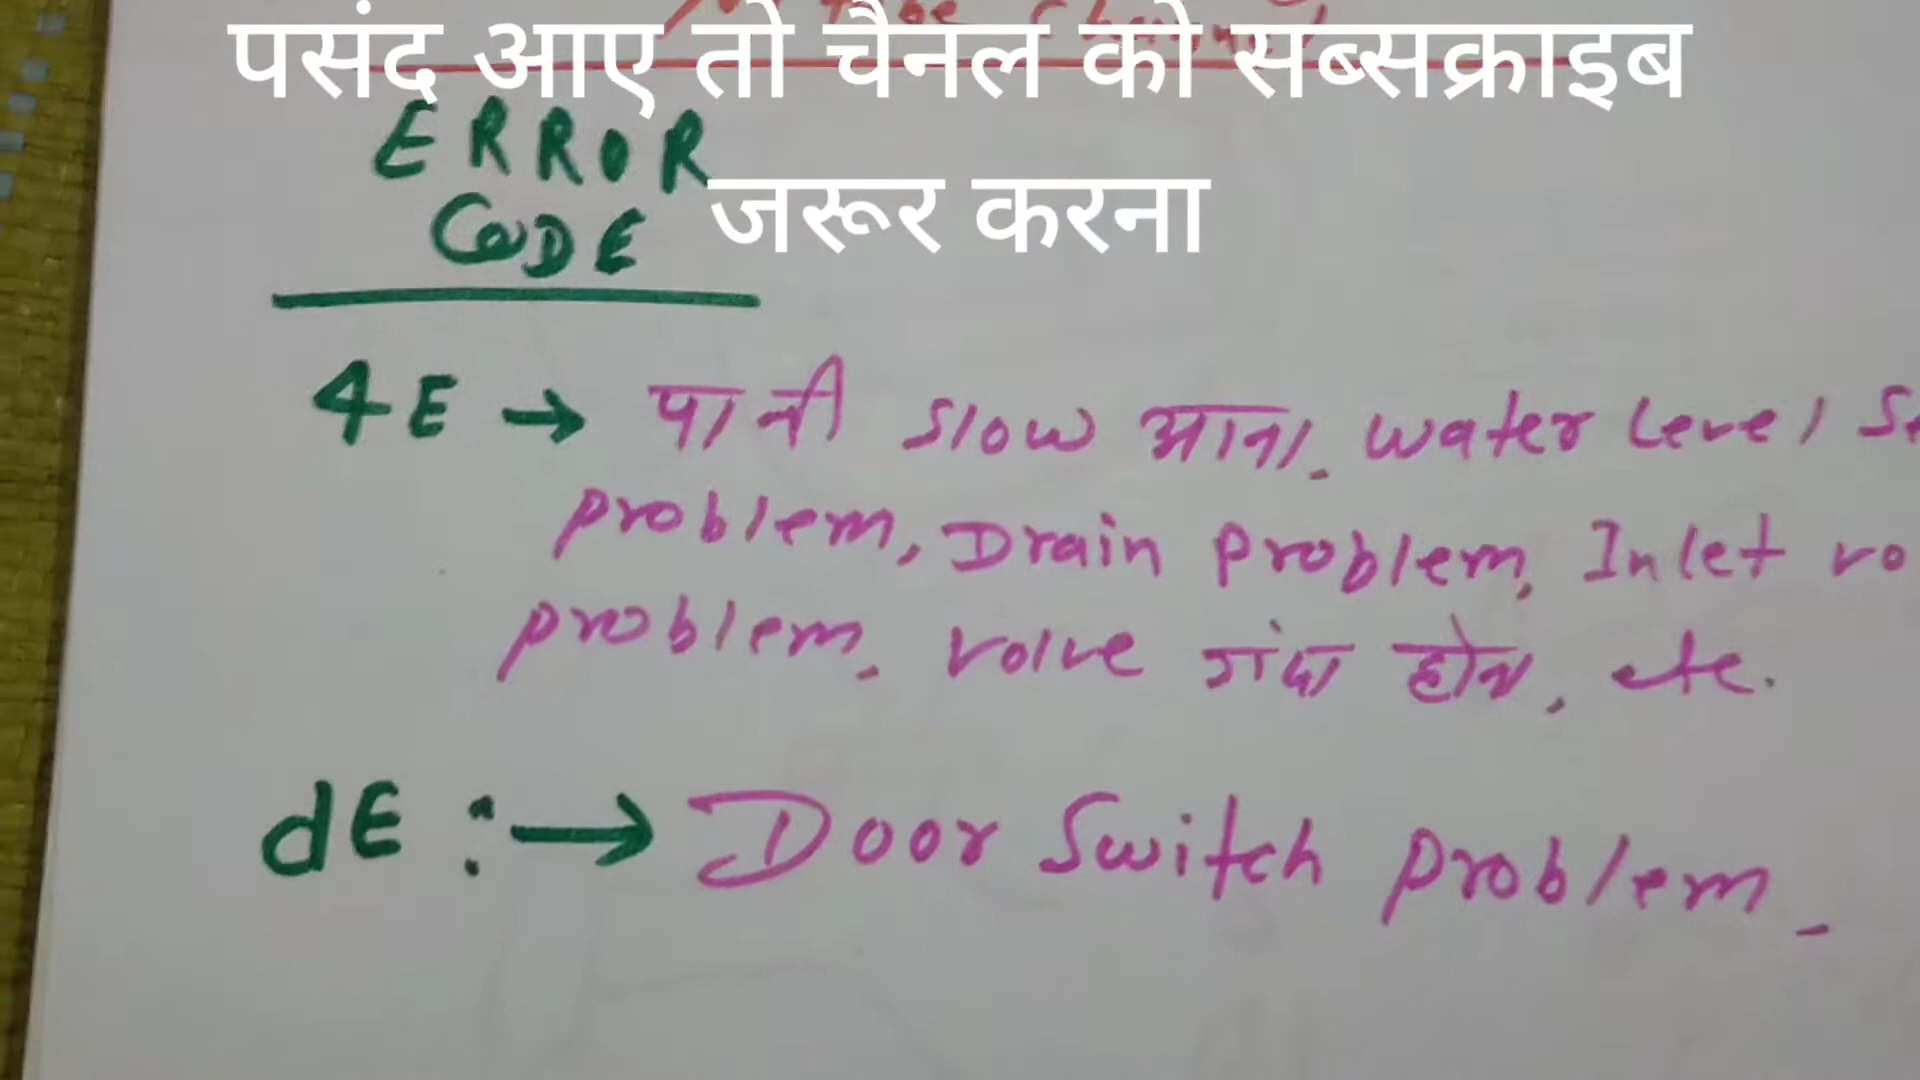 पसंद आए तो चैनल को सब्सक्राइब
जरूर करना
ERROR
CODE
4E → पानी Slow आना. Water Level
problem, Drain problem, Inlet
problem. Valve गंदा होना, etc.
dE :→ Door Switch problem.